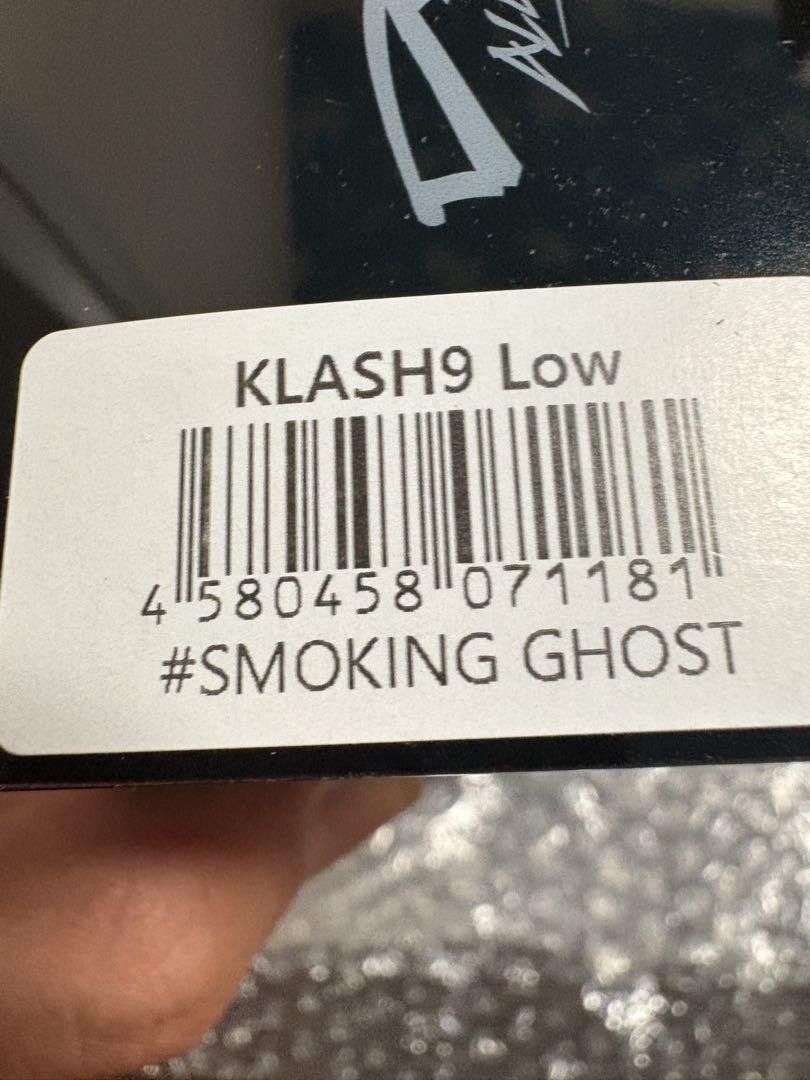 KLASH9 Low
4 580458 071181
#SMOKING GHOST